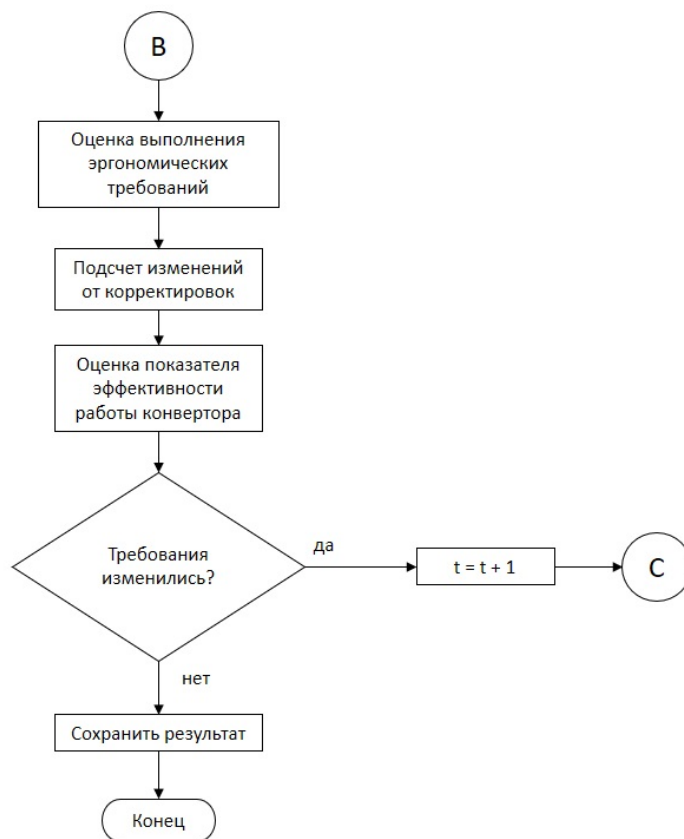 B
Оценка выполнения
эргономических
требований
Подсчет изменений
от корректировок
Оценка показателя
эффективности
работы конвертора
Требования
изменились?
да
t = t + 1
C
нет
Сохранить результат
Конец